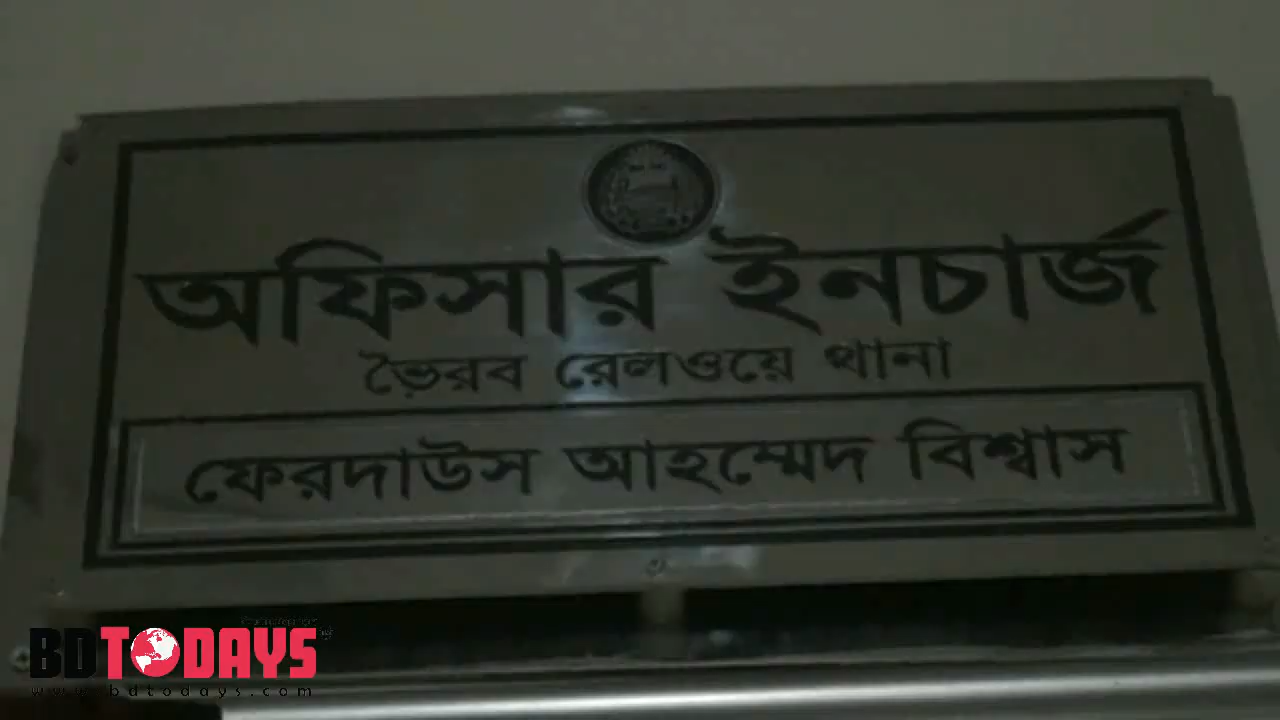 অফিসার ইনচার্জ
ভৈরব রেলওয়ে থানা
ফেরদাউস আহম্মেদ বিশ্বাস
BDTODAYS
www.bdtodays.com